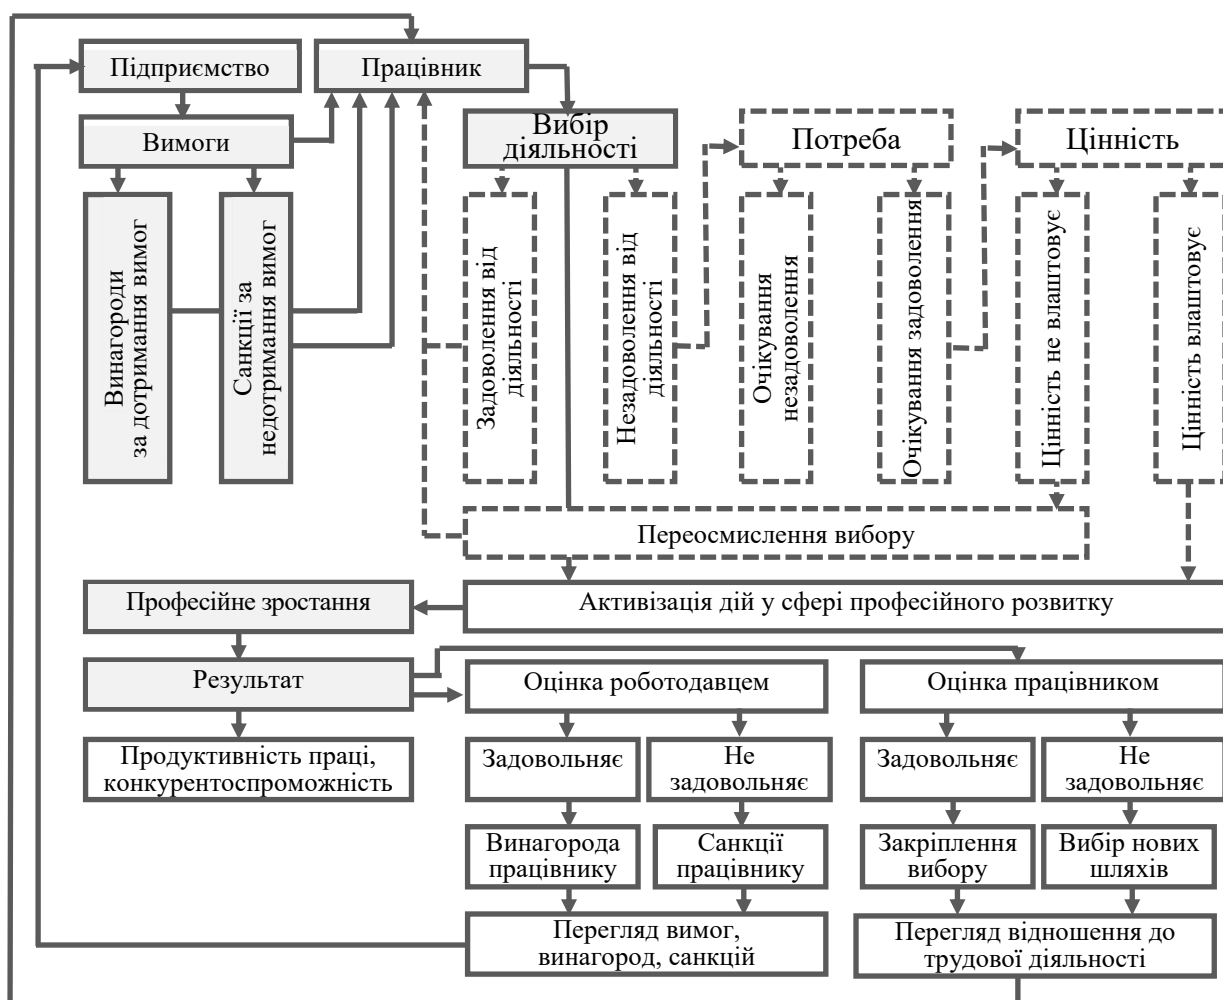 Підприємство
Працівник
Вимоги
Вибір
діяльності
Потреба
Цінність
Винагороди
за дотримання вимог
Санкції за
недотримання вимог
Задоволення від
діяльності
Незадоволення від
діяльності
Очікування
незадоволення
Очікування задоволення
Цінність не влаштовує
Цінність влаштовує
Переосмислення вибору
Професійне зростання
Активізація дій у сфері професійного розвитку
Результат
Оцінка роботодавцем
Оцінка працівником
Продуктивність праці,
конкурентоспроможність
Задовольняє
Не
задовольняє
Задовольняє
Не
задовольняє
Винагорода
працівнику
Санкції
працівнику
Закріплення
вибору
Вибір нових
шляхів
Перегляд вимог,
винагород, санкцій
Перегляд відношення до
трудової діяльності